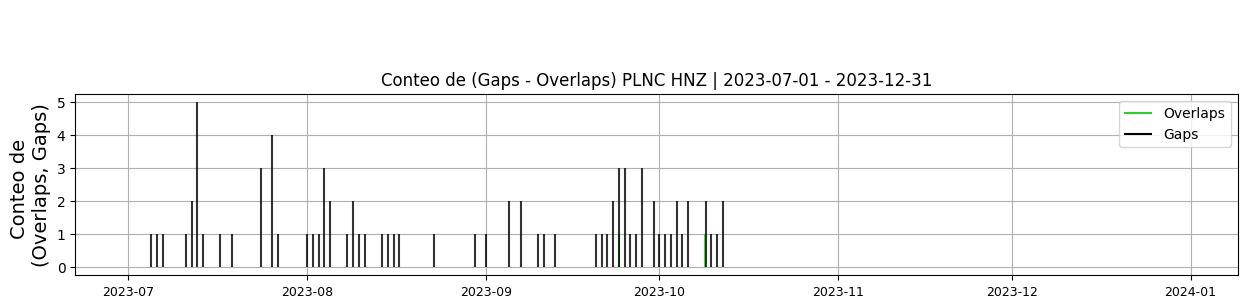 Conteo de (Gaps - Overlaps) PLNC HNZ | 2023-07-01 - 2023-12-31
Conteo de
(Overlaps, Gaps)
5
4
3
2
1
0
Overlaps
Gaps
2023-07
2023-08
2023-09
2023-10
2023-11
2023-12
2024-01